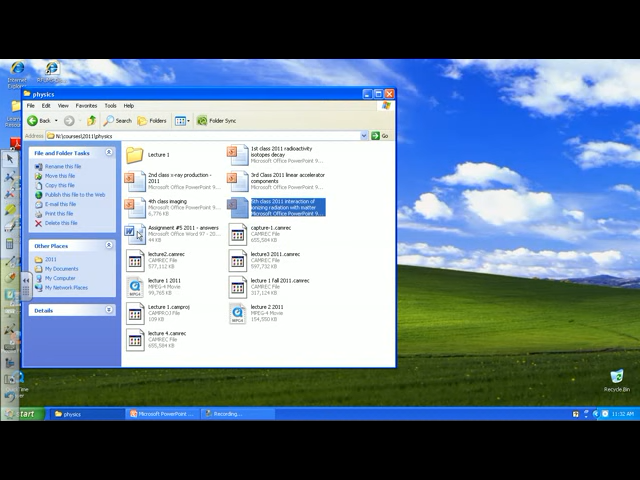 Internet
Explorer
physics
File Edit View Favorites Tools Help
Back Search Folders Folder Sync
Address N:\courses\2011\physics Go
File and Folder Tasks
Rename this file
Move this file
Copy this file
Publish this file to the Web
E-mail this file
Print this file
Delete this file
Other Places
2011
My Documents
My Computer
My Network Places
Details
Lecture 1
1st class 2011 radioactivity
isotopes decay
Microsoft Office PowerPoint 9...
2nd class x-ray production -
2011
Microsoft Office PowerPoint 9...
3rd Class 2011 linear accelerator
components
Microsoft Office PowerPoint 9...
4th class imaging
Microsoft Office PowerPoint 9...
6,776 KB
5th class 2011 interaction of
ionizing radiation with matter
Microsoft Office PowerPoint 9...
Assignment #5 2011 - answers
Microsoft Office Word 97 - 20...
44 KB
capture-1.camrec
CAMREC File
655,584 KB
lecture2.camrec
CAMREC File
577,112 KB
lecture3 2011.camrec
CAMREC File
597,732 KB
lecture 1 2011
MPEG-4 Movie
99,765 KB
lecture 1 fall 2011.camrec
CAMREC File
317,124 KB
Lecture 1.camproj
CAMPROJ File
109 KB
lecture 2 2011
MPEG-4 Movie
154,550 KB
lecture 4.camrec
CAMREC File
655,584 KB
Recycle Bin
start
physics
Microsoft PowerPoint ...
Recording...
11:32 AM